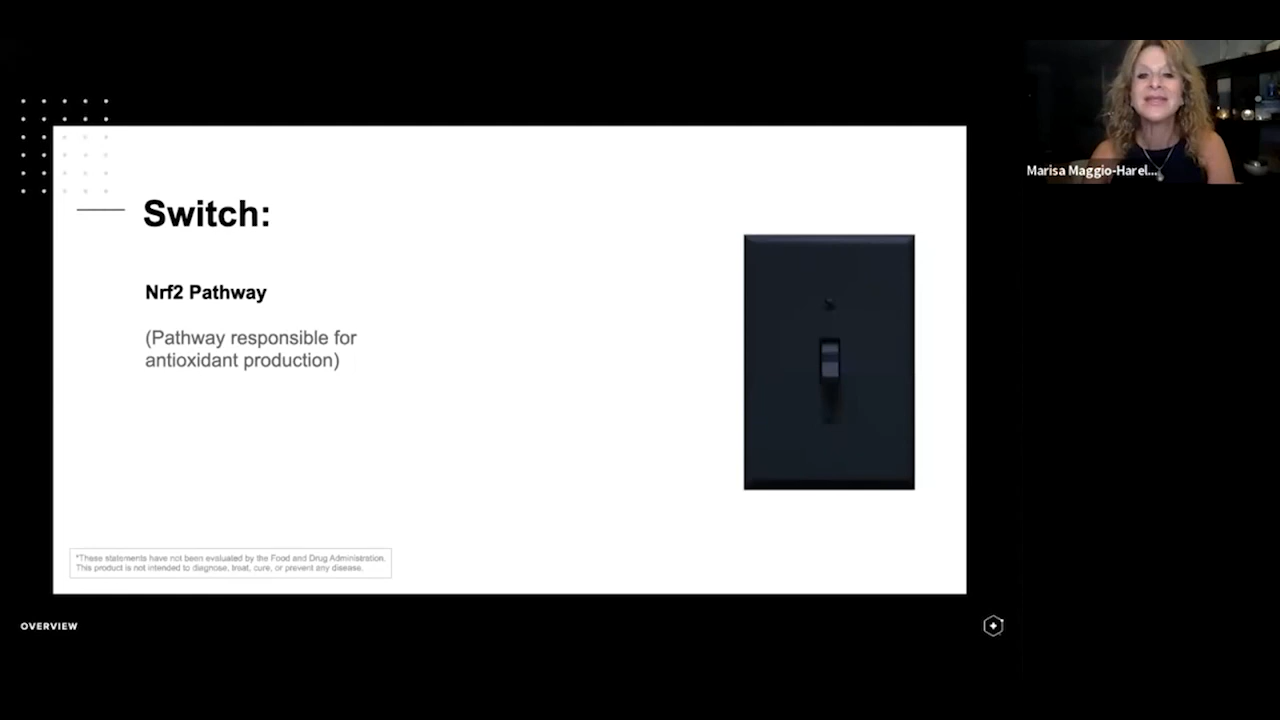 Marisa Maggio-Harel...
Switch:
Nrf2 Pathway
(Pathway responsible for
antioxidant production)
*These statements have not been evaluated by the Food and Drug Administration.
This product is not intended to diagnose, treat, cure, or prevent any disease.
OVERVIEW